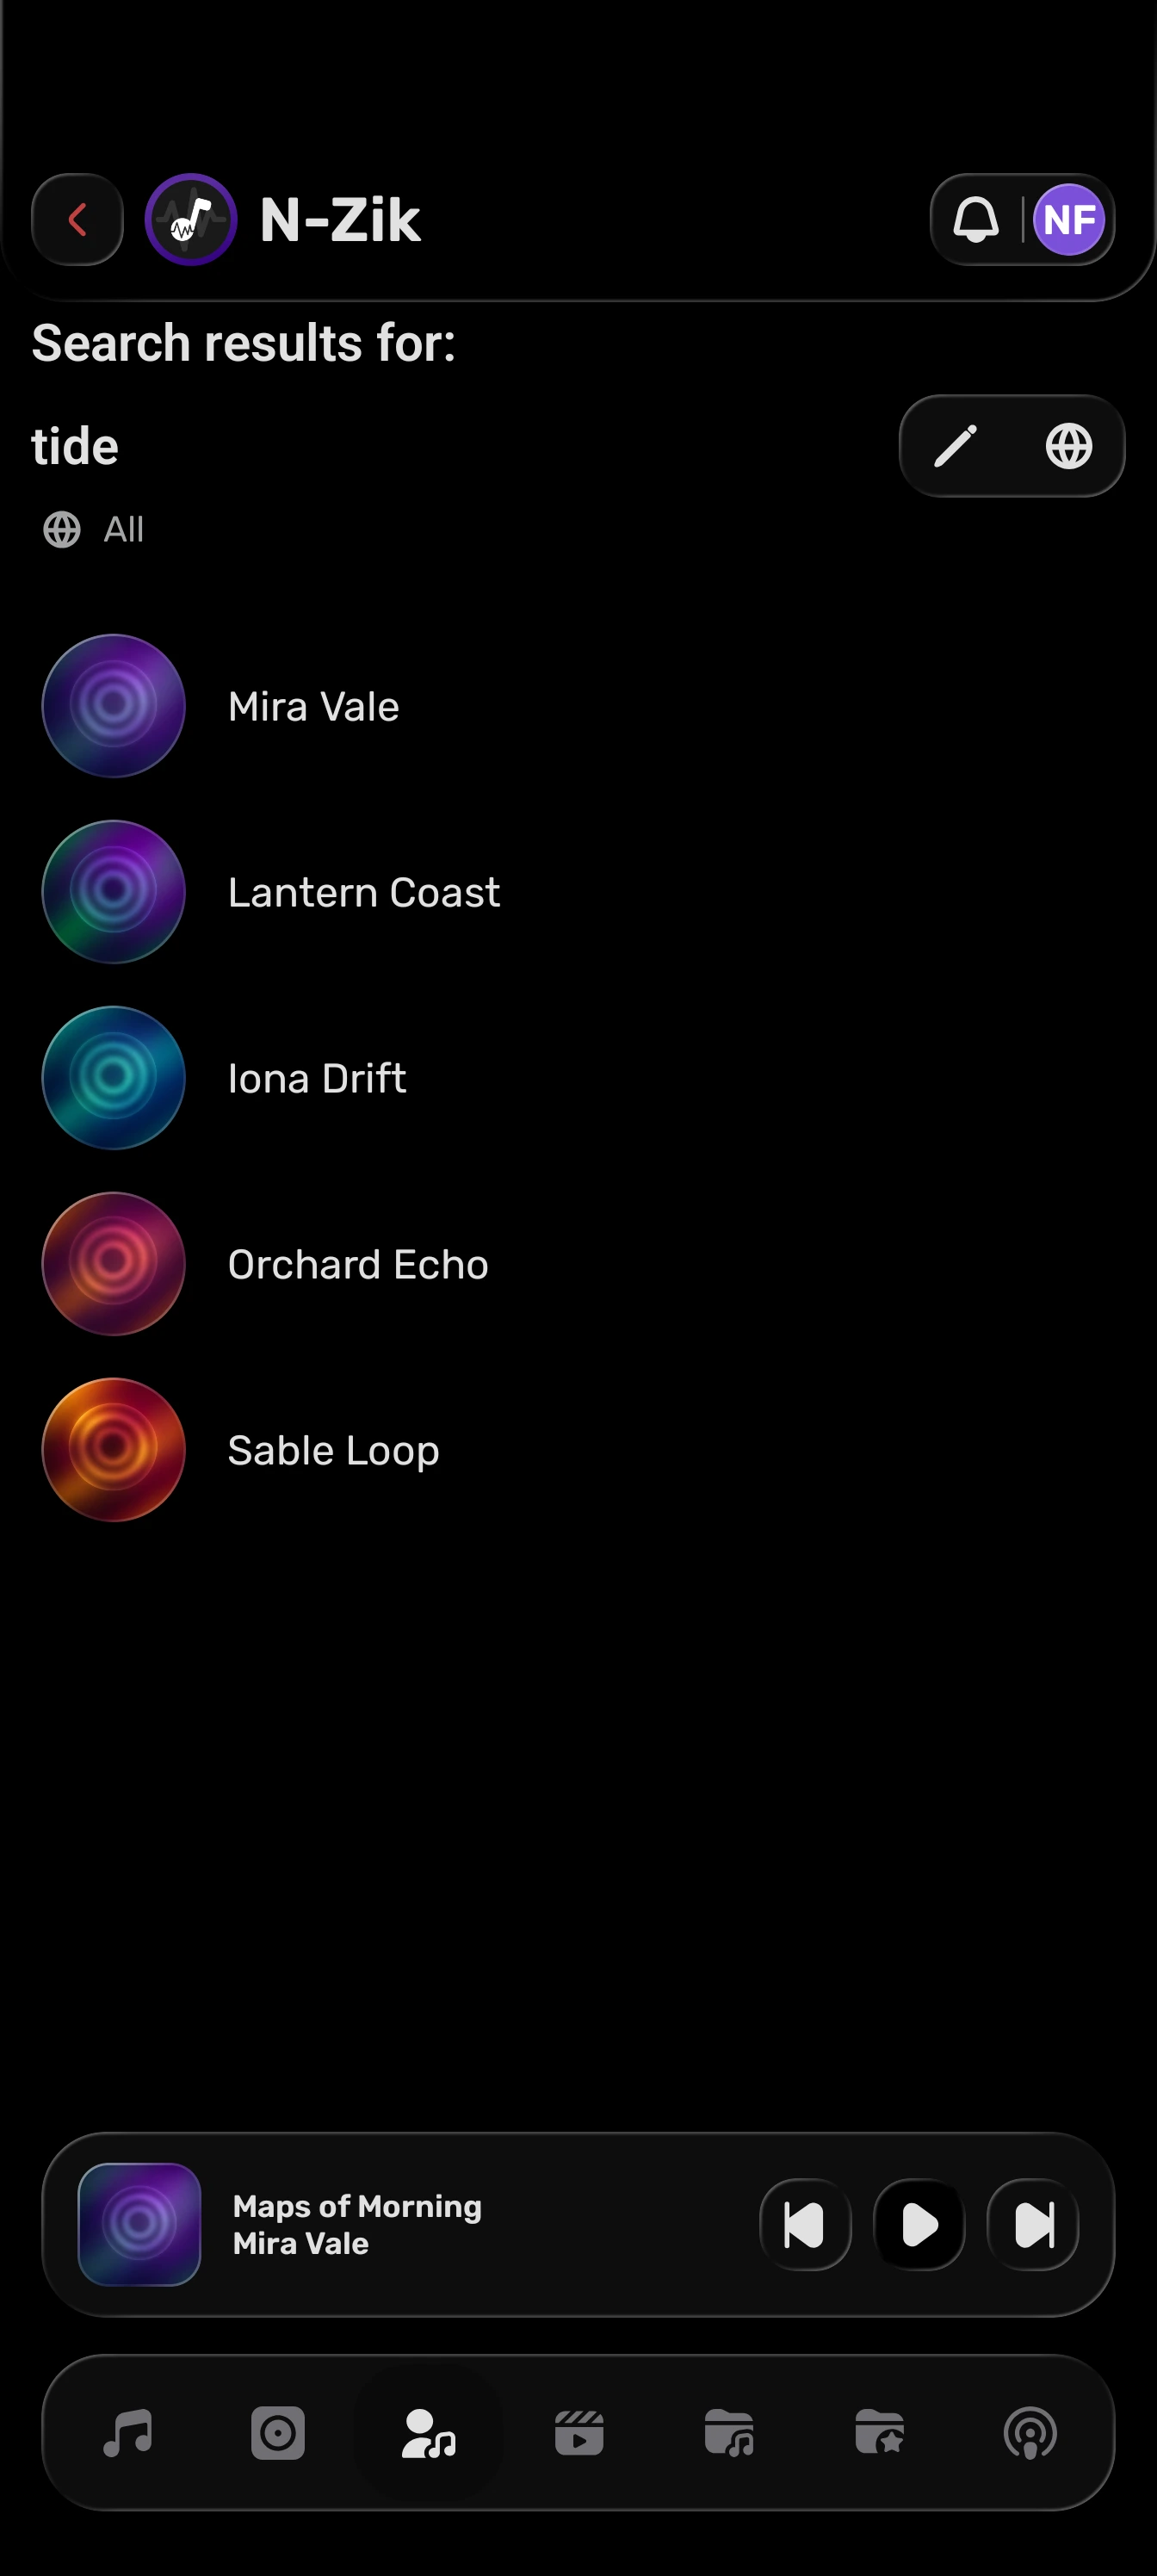 N-Zik
NF
Search results for:
tide
All
Mira Vale
Lantern Coast
Iona Drift
Orchard Echo
Sable Loop
Maps of Morning
Mira Vale